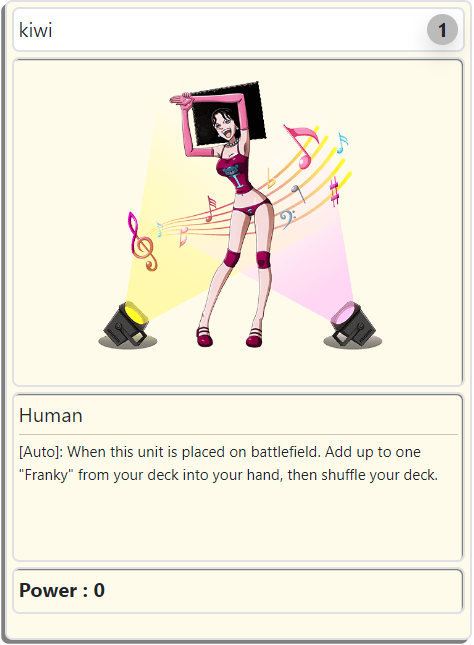 kiwi
1
Human
[Auto]: When this unit is placed on battlefield. Add up to one
"Franky" from your deck into your hand, then shuffle your deck.
Power : 0